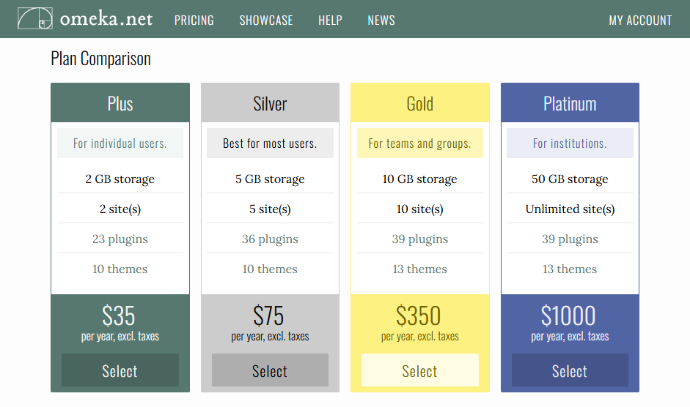 omeka.net PRICING SHOWCASE HELP NEWS MY ACCOUNT
Plan Comparison
Plus
For individual users.
2 GB storage
2 site(s)
23 plugins
10 themes
$35
per year, excl. taxes
Select
Silver
Best for most users.
5 GB storage
5 site(s)
36 plugins
10 themes
$75
per year, excl. taxes
Select
Gold
For teams and groups.
10 GB storage
10 site(s)
39 plugins
13 themes
$350
per year, excl. taxes
Select
Platinum
For institutions.
50 GB storage
Unlimited site(s)
39 plugins
13 themes
$1000
per year, excl. taxes
Select